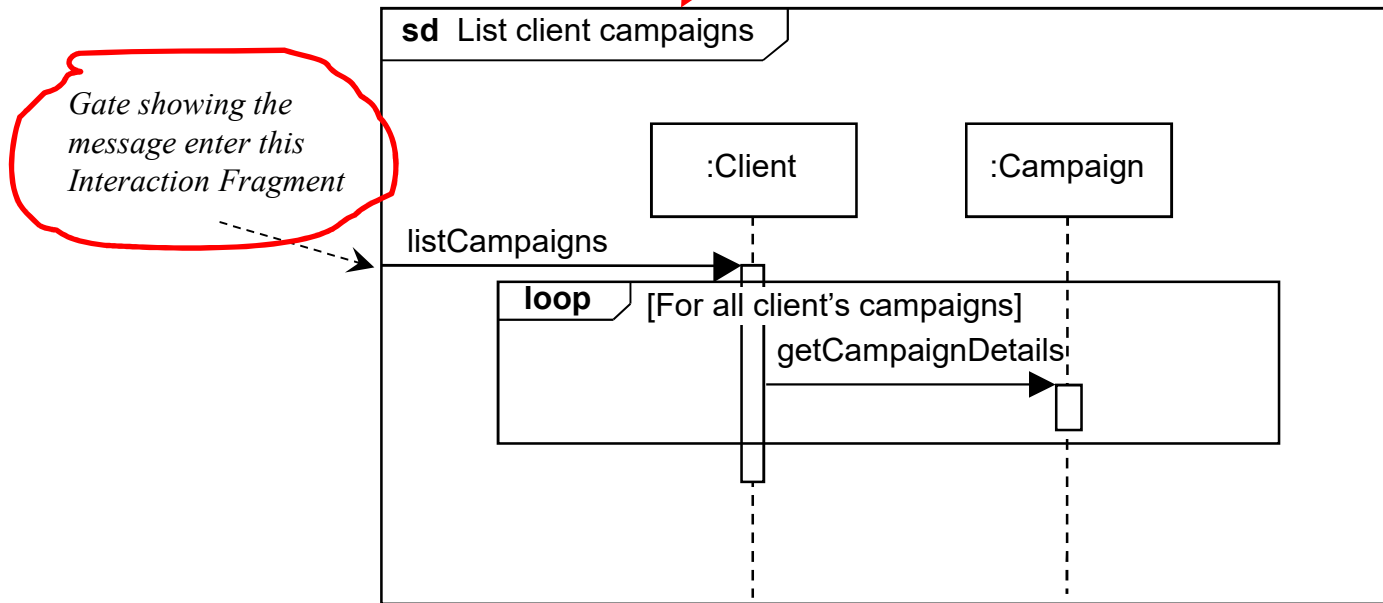 sd List client campaigns
Gate showing the
message enter this
Interaction Fragment
:Client
:Campaign
listCampaigns
loop
[For all client’s campaigns]
getCampaignDetails